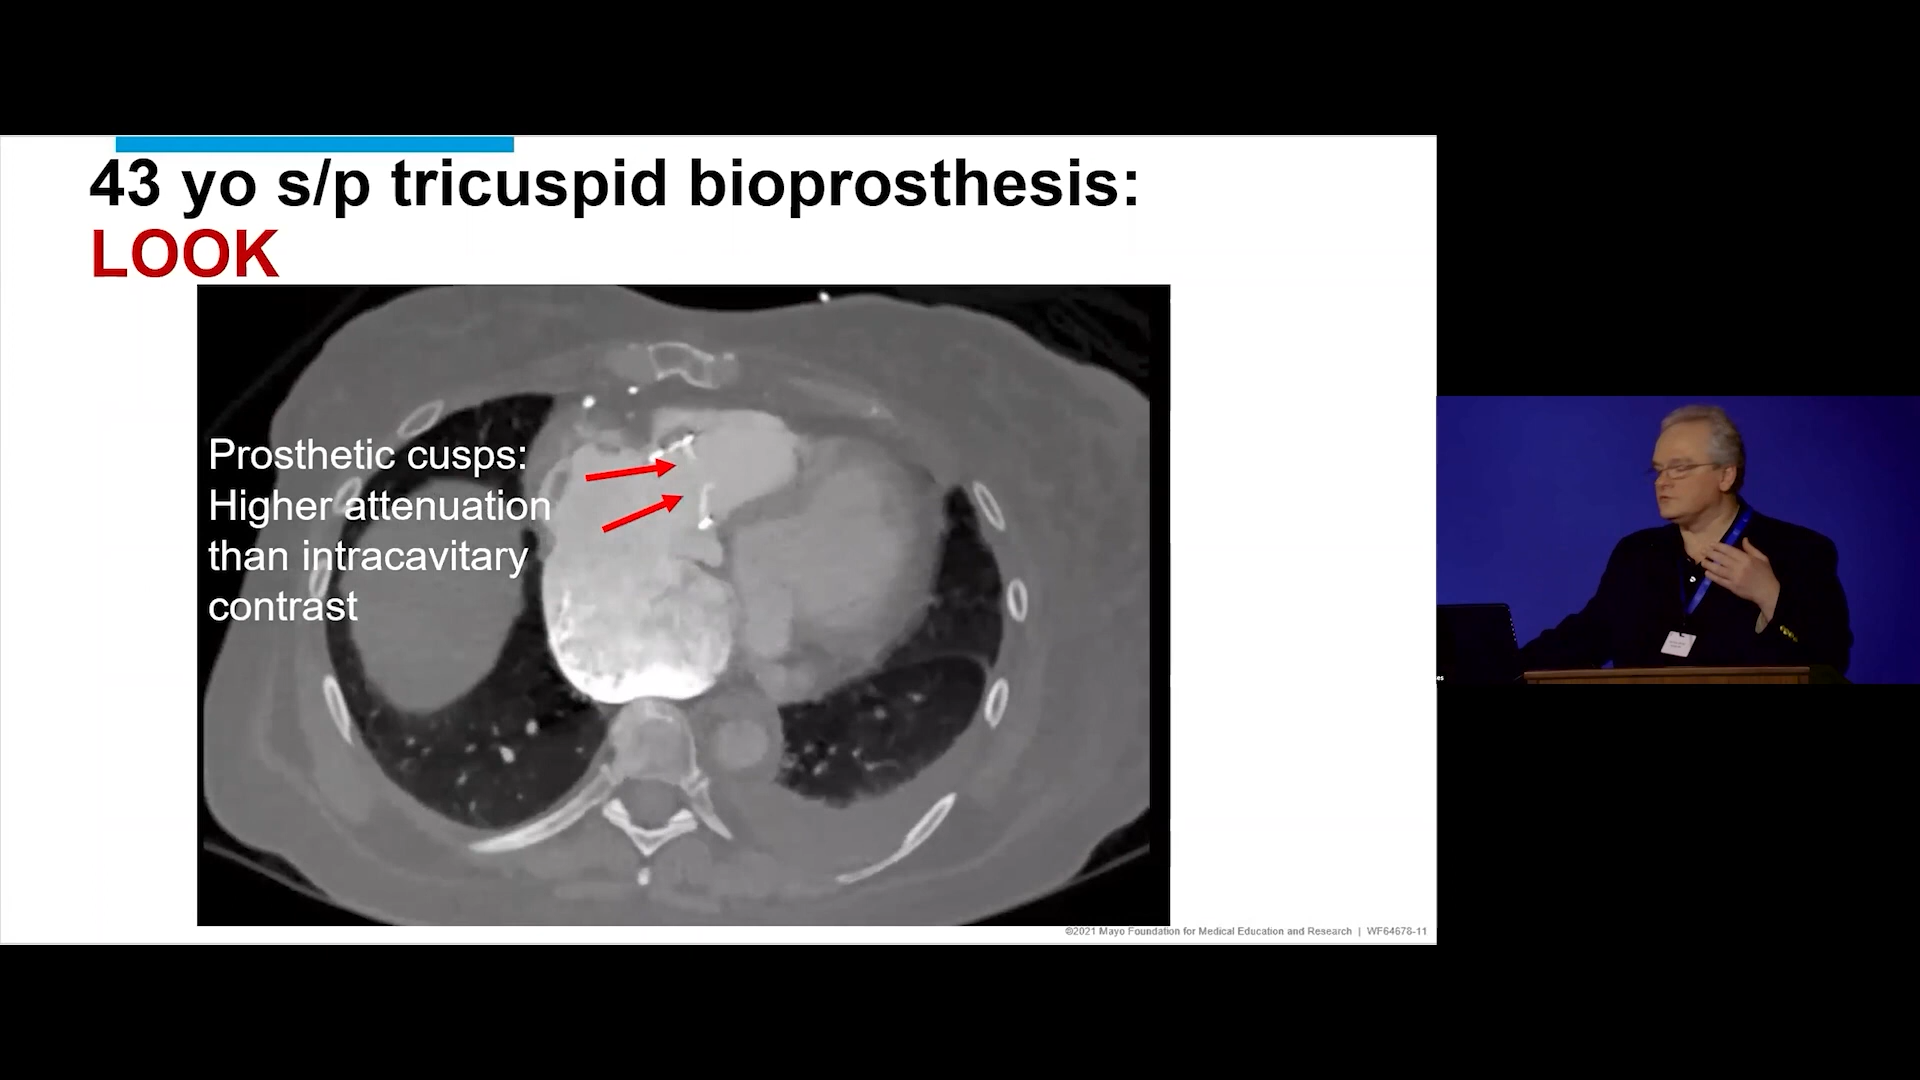 43 yo s/p tricuspid bioprosthesis:
LOOK
Prosthetic cusps:
Higher attenuation
than intracavitary
contrast
©2021 Mayo Foundation for Medical Education and Research | WF64678-11